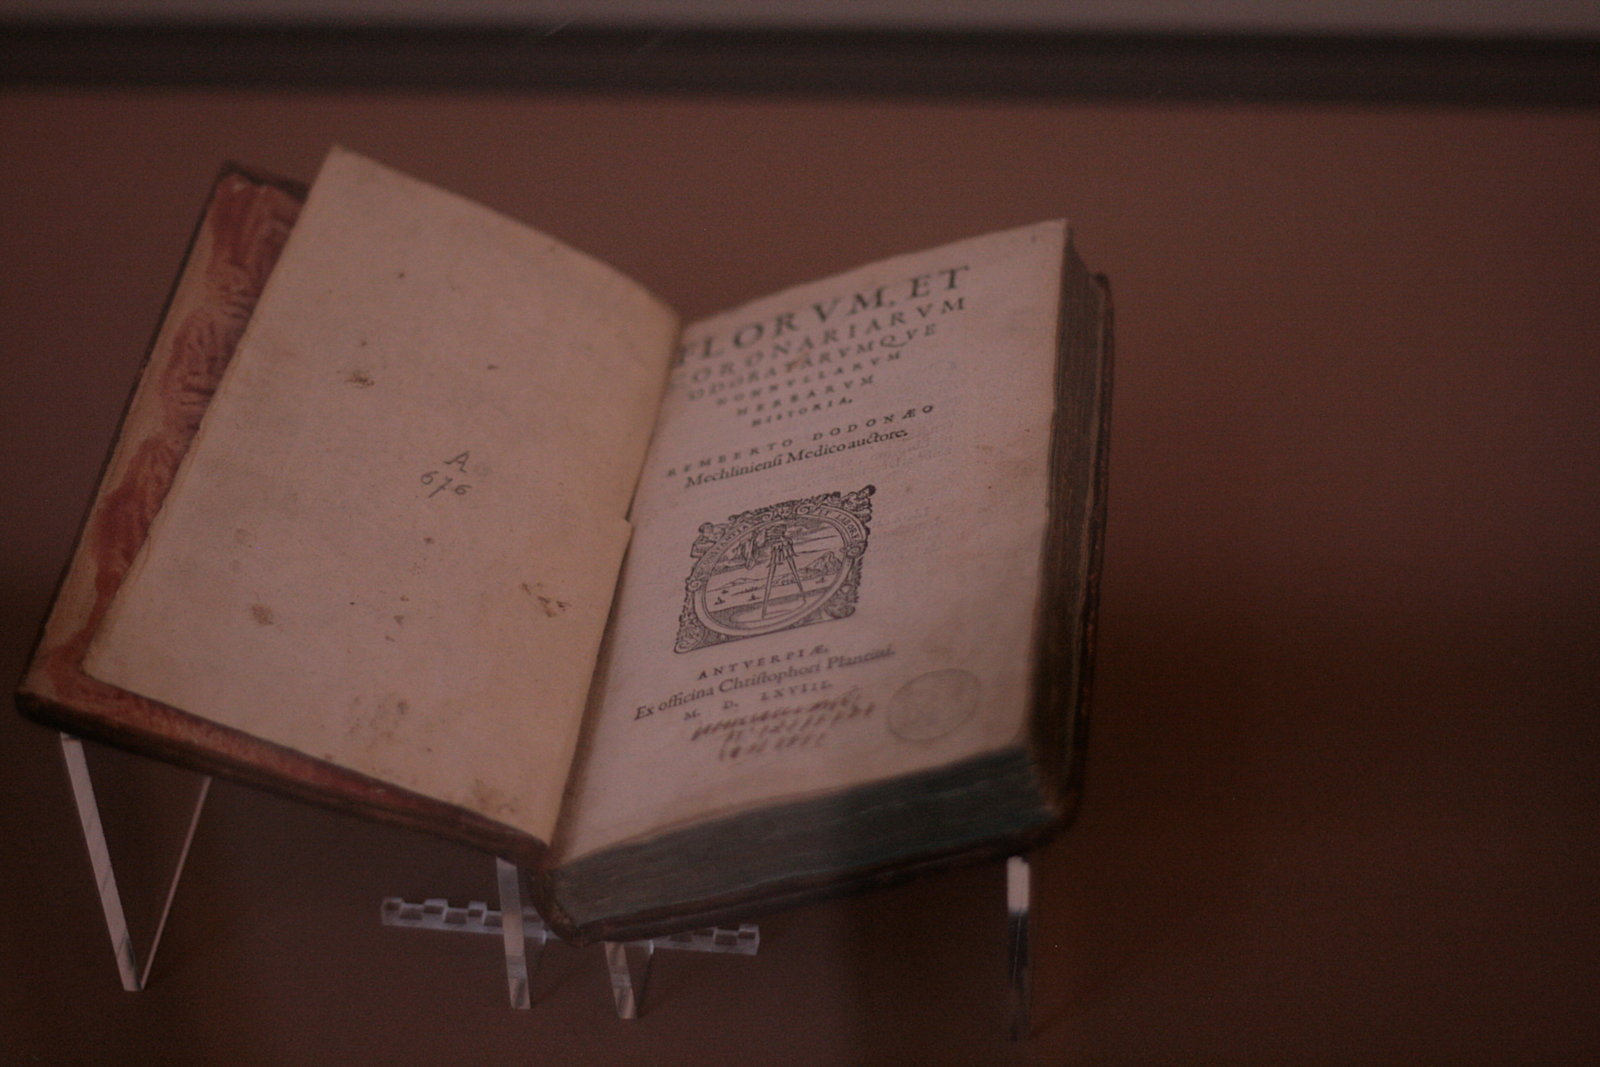 A
676
FLORVM, ET
CORONARIARVM
ODORATARVMQVE
NONNVLLARVM
HERBARVM
HISTORIA,
REMBERTO DODONÆO
Mechliniensi Medico auctore.
ANTVERPIÆ,
Ex officina Christophori Plantini.
M. D. LXVIII.